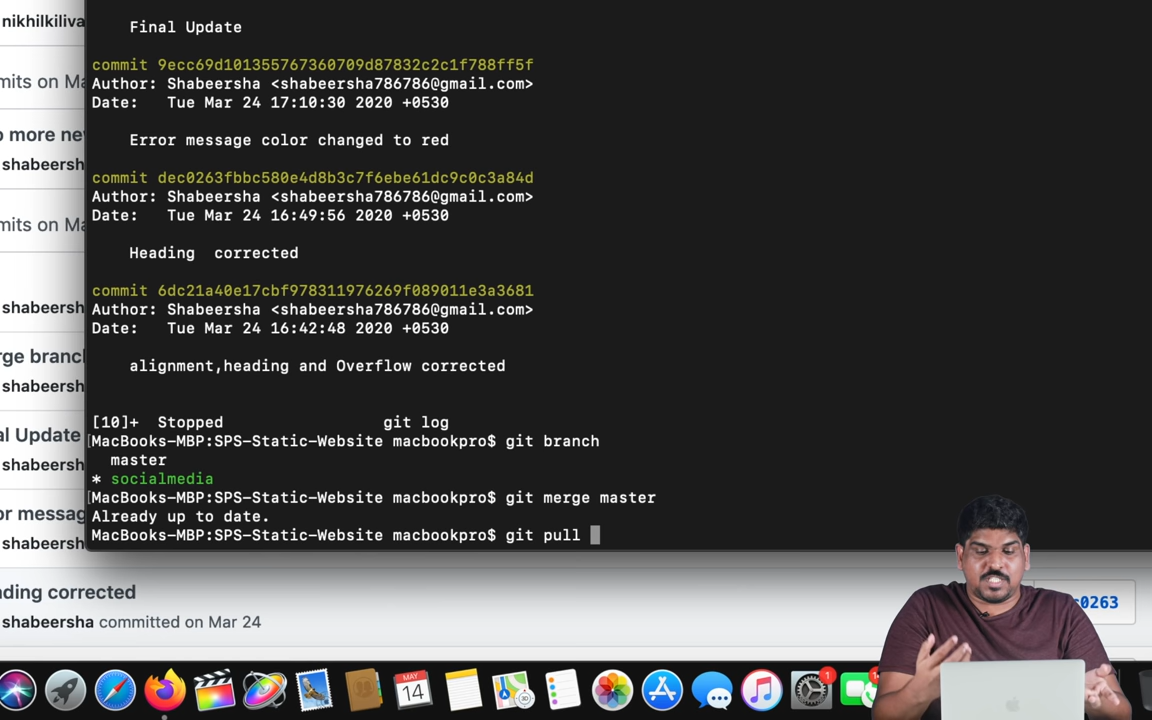 nikhilkiliva
Final Update
commit 9ecc69d101355767360709d87832c2c1f788ff5f
mits on Ma
Author: Shabeersha <shabeersha786786@gmail.com>
Date:   Tue Mar 24 17:10:30 2020 +0530
o more ne
Error message color changed to red
shabeersh
commit dec0263fbbc580e4d8b3c7f6ebe61dc9c0c3a84d
Author: Shabeersha <shabeersha786786@gmail.com>
mits on Ma
Date:   Tue Mar 24 16:49:56 2020 +0530
Heading  corrected
commit 6dc21a40e17cbf978311976269f089011e3a3681
shabeersh
Author: Shabeersha <shabeersha786786@gmail.com>
Date:   Tue Mar 24 16:42:48 2020 +0530
rge branc
alignment,heading and Overflow corrected
shabeersh
[10]+  Stopped                 git log
al Update
MacBooks-MBP:SPS-Static-Website macbookpro$ git branch
master
shabeersh
* socialmedia
MacBooks-MBP:SPS-Static-Website macbookpro$ git merge master
or messag
Already up to date.
MacBooks-MBP:SPS-Static-Website macbookpro$ git pull
shabeersh
ding corrected
0263
shabeersha committed on Mar 24
MAY
14
1